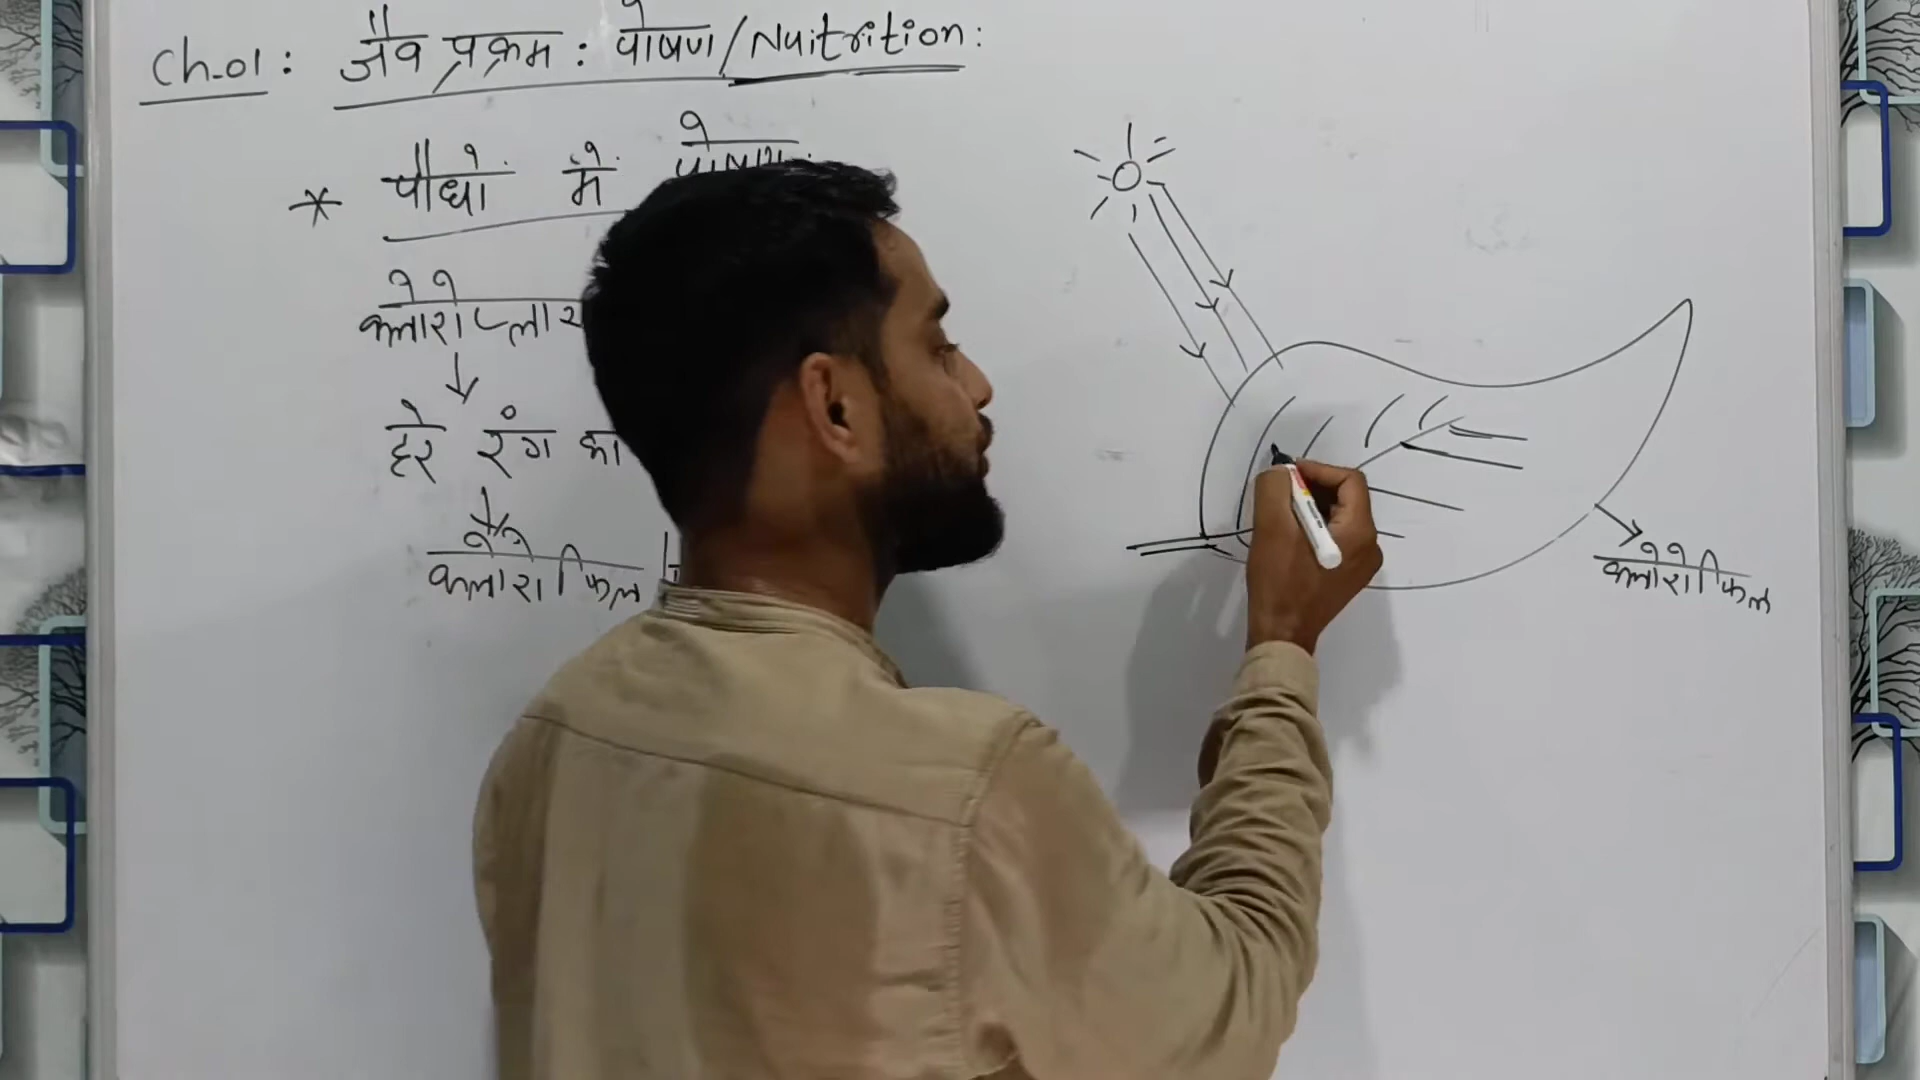 Ch-01: जैव प्रक्रम: पोषण/Nuitrition:
* पौधों में पोषण:
क्लोरोप्लास
↓
हरे रंग का
↓
क्लोरोफिल
क्लोरोफिल